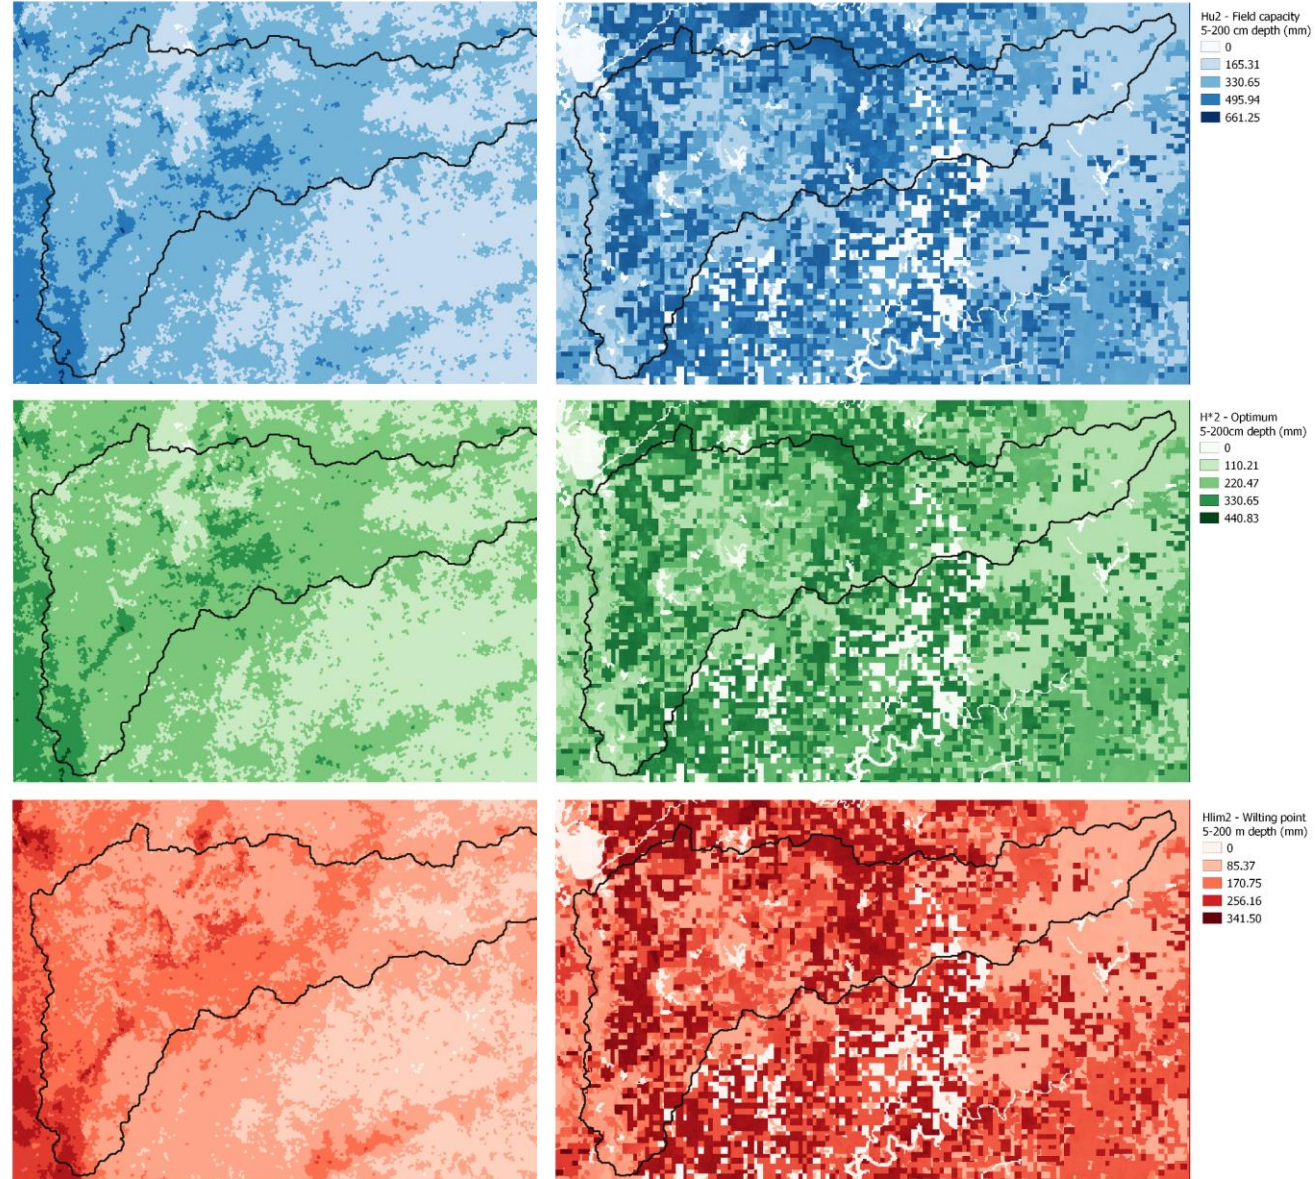 Hu2 - Field capacity
5-200 cm depth (mm)
0
165.31
330.65
495.94
661.25
H*2 - Optimum
5-200cm depth (mm)
0
110.21
220.47
330.65
440.83
Hlim2 - Wilting point
5-200 m depth (mm)
0
85.37
170.75
256.16
341.50